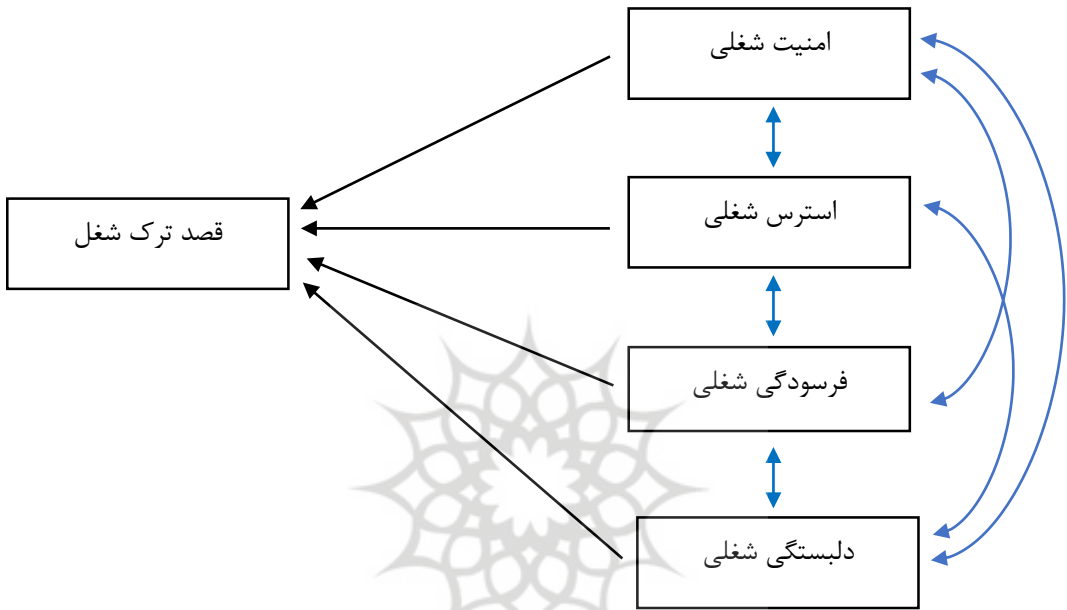 امنیت شغلی
استرس شغلی
قصد ترک شغل
فرسودگی شغلی
دلبستگی شغلی